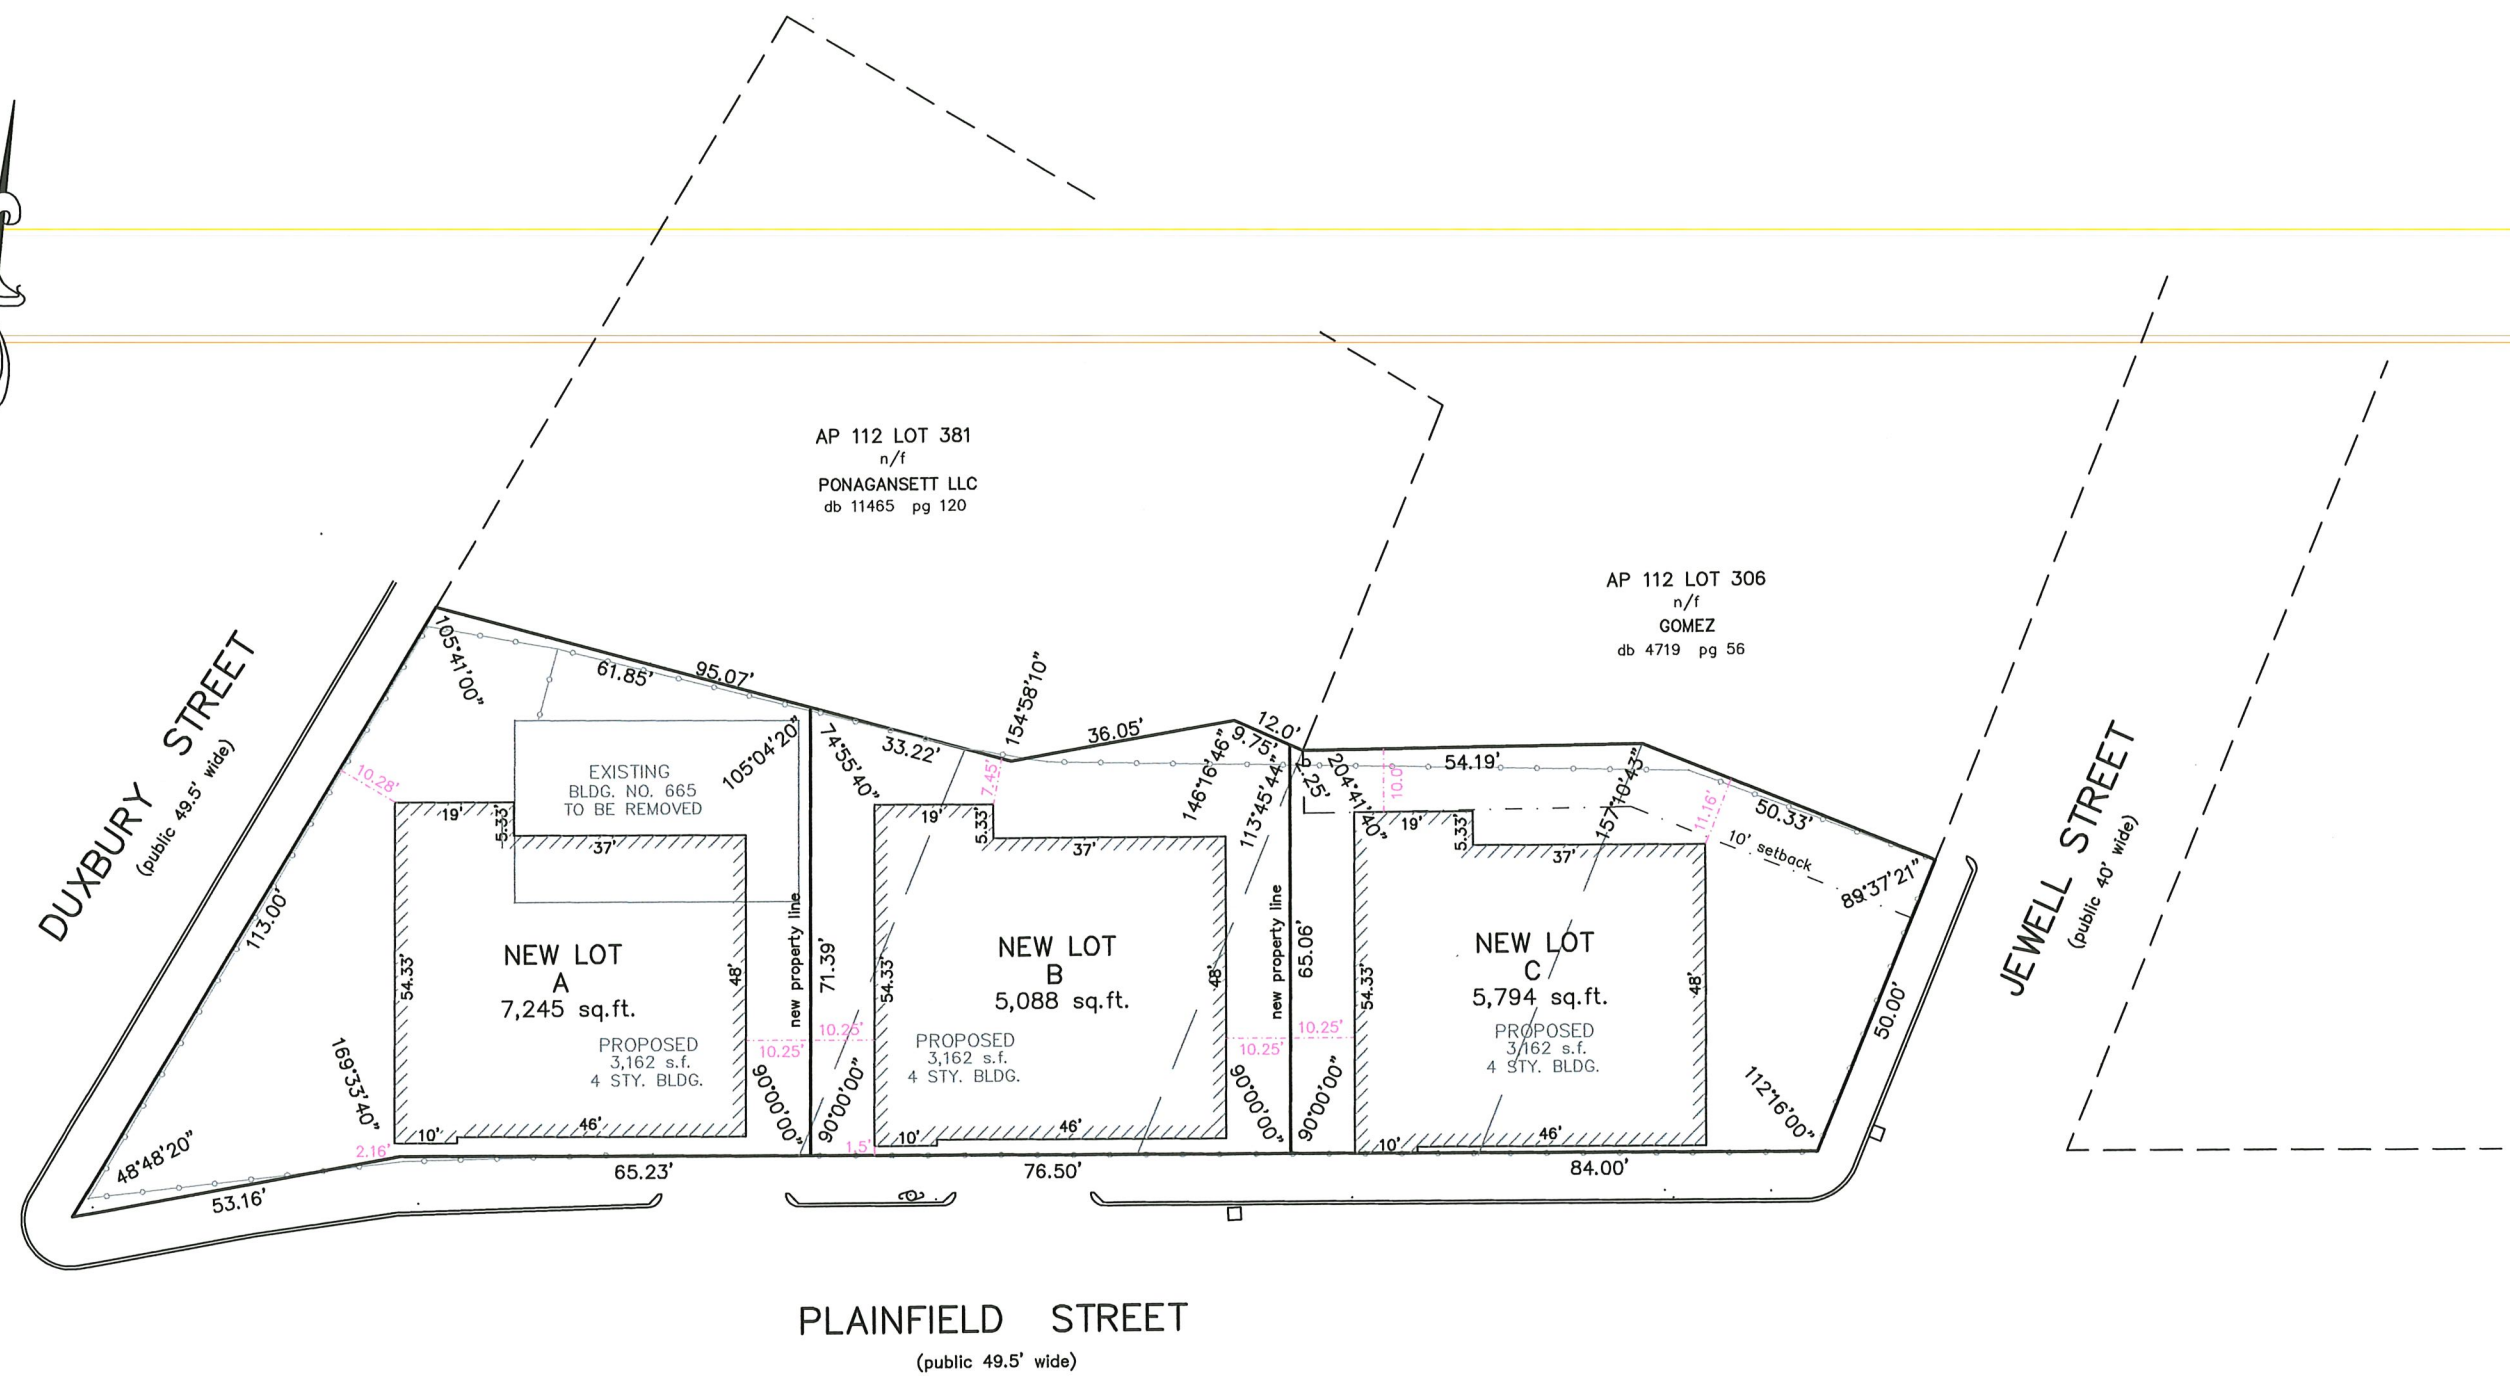 AP 112 LOT 381
n/f
PONAGANSETT LLC
db 11465 pg 120
AP 112 LOT 306
n/f
GOMEZ
db 4719 pg 56
DUXBURY STREET
(public 49.5' wide)
JEWELL STREET
(public 40' wide)
105°41'00"
61.85'
95.07'
105°04'20"
74°55'40"
33.22'
154°58'10"
36.05'
146°16'46"
12.0'
9.75'
113°45'44"
204°41'40"
54.19'
157°10'43"
50.33'
89°37'21"
10' setback
10.28'
7.45'
10.0'
11.16'
EXISTING
BLDG. NO. 665
TO BE REMOVED
19'
5.33'
37'
19'
5.33'
37'
19'
5.33'
37'
113.00'
54.33'
NEW LOT
A
7,245 sq.ft.
48'
new property line
71.39'
54.33'
NEW LOT
B
5,088 sq.ft.
48'
new property line
65.06'
54.33'
NEW LOT
C
5,794 sq.ft.
48'
50.00'
PROPOSED
3,162 s.f.
4 STY. BLDG.
10.25'
10.25'
PROPOSED
3,162 s.f.
4 STY. BLDG.
10.25'
10.25'
PROPOSED
3,162 s.f.
4 STY. BLDG.
169°33'40"
90°00'00"
90°00'00"
90°00'00"
90°00'00"
112°16'00"
48°48'20"
2.16'
10'
46'
1.5'
10'
46'
10'
46'
53.16'
65.23'
76.50'
84.00'
PLAINFIELD STREET
(public 49.5' wide)